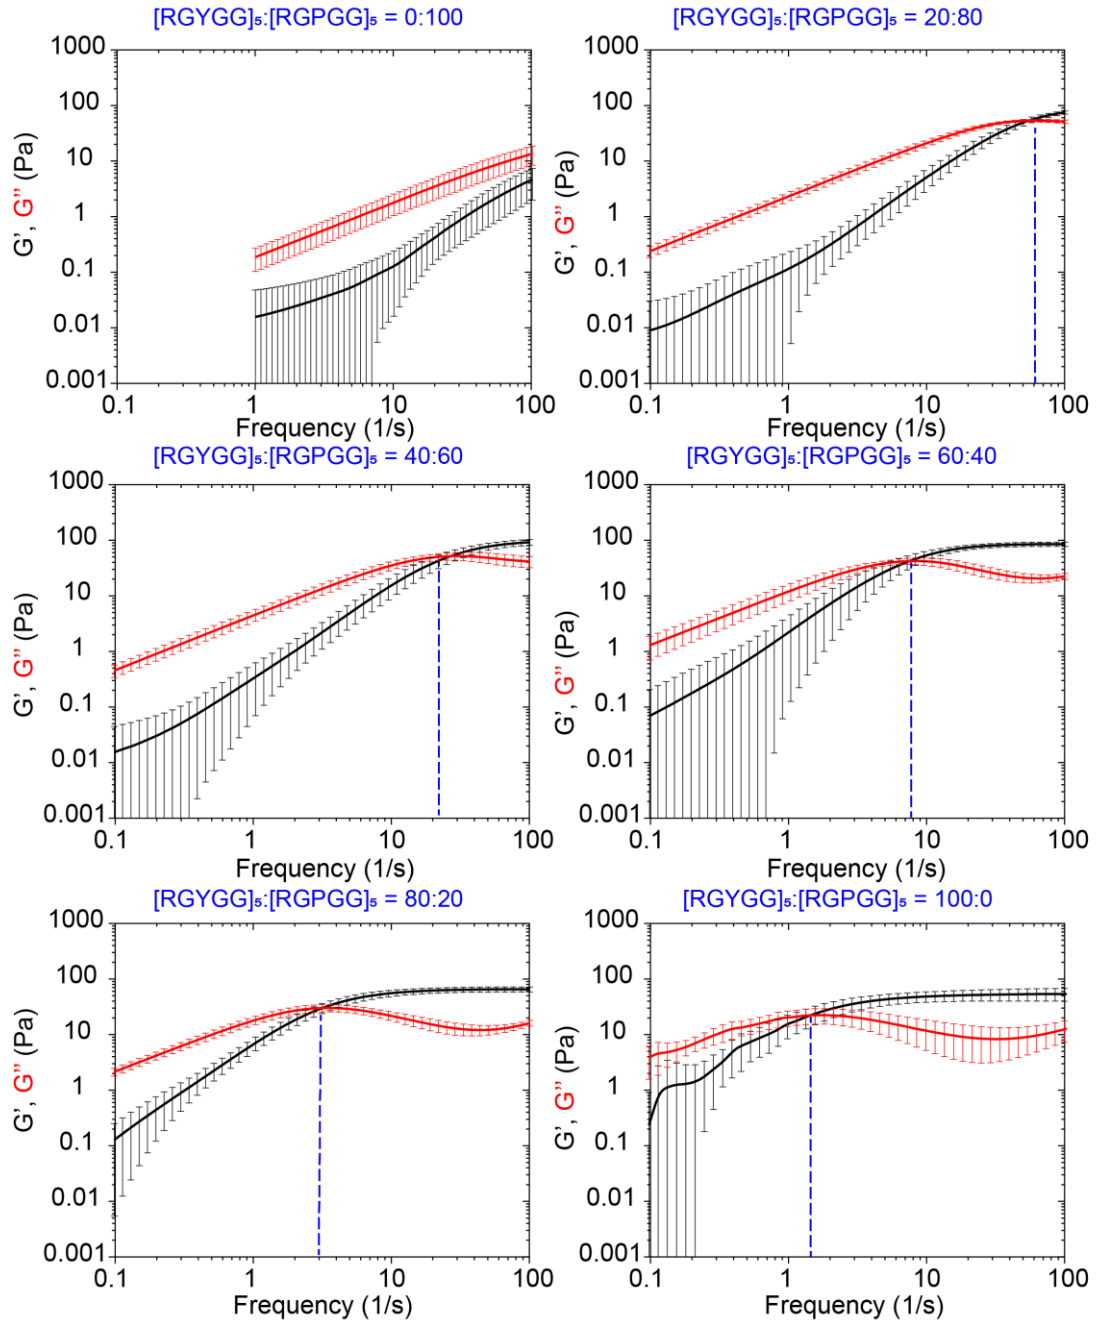 [RGYGG]₅:[RGPGG]₅ = 0:100
1000
100
10
1
0.1
0.01
0.001
G’, G” (Pa)
0.1 1 10 100
Frequency (1/s)
[RGYGG]₅:[RGPGG]₅ = 20:80
1000
100
10
1
0.1
0.01
0.001
G’, G” (Pa)
0.1 1 10 100
Frequency (1/s)
[RGYGG]₅:[RGPGG]₅ = 40:60
1000
100
10
1
0.1
0.01
0.001
G’, G” (Pa)
0.1 1 10 100
Frequency (1/s)
[RGYGG]₅:[RGPGG]₅ = 60:40
1000
100
10
1
0.1
0.01
0.001
G’, G” (Pa)
0.1 1 10 100
Frequency (1/s)
[RGYGG]₅:[RGPGG]₅ = 80:20
1000
100
10
1
0.1
0.01
0.001
G’, G” (Pa)
0.1 1 10 100
Frequency (1/s)
[RGYGG]₅:[RGPGG]₅ = 100:0
1000
100
10
1
0.1
0.01
0.001
G’, G” (Pa)
0.1 1 10 100
Frequency (1/s)